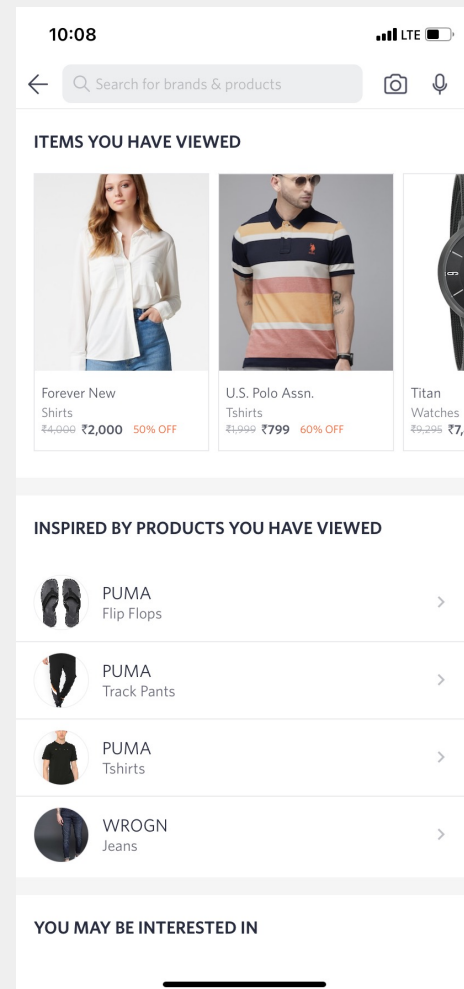 10:08
LTE
Search for brands & products
ITEMS YOU HAVE VIEWED
Forever New
Shirts
₹4,000 ₹2,000 50% OFF
U.S. Polo Assn.
Tshirts
₹1,999 ₹799 60% OFF
Titan
Watches
₹9,295 ₹7,
INSPIRED BY PRODUCTS YOU HAVE VIEWED
PUMA
Flip Flops
PUMA
Track Pants
PUMA
Tshirts
WROGN
Jeans
YOU MAY BE INTERESTED IN